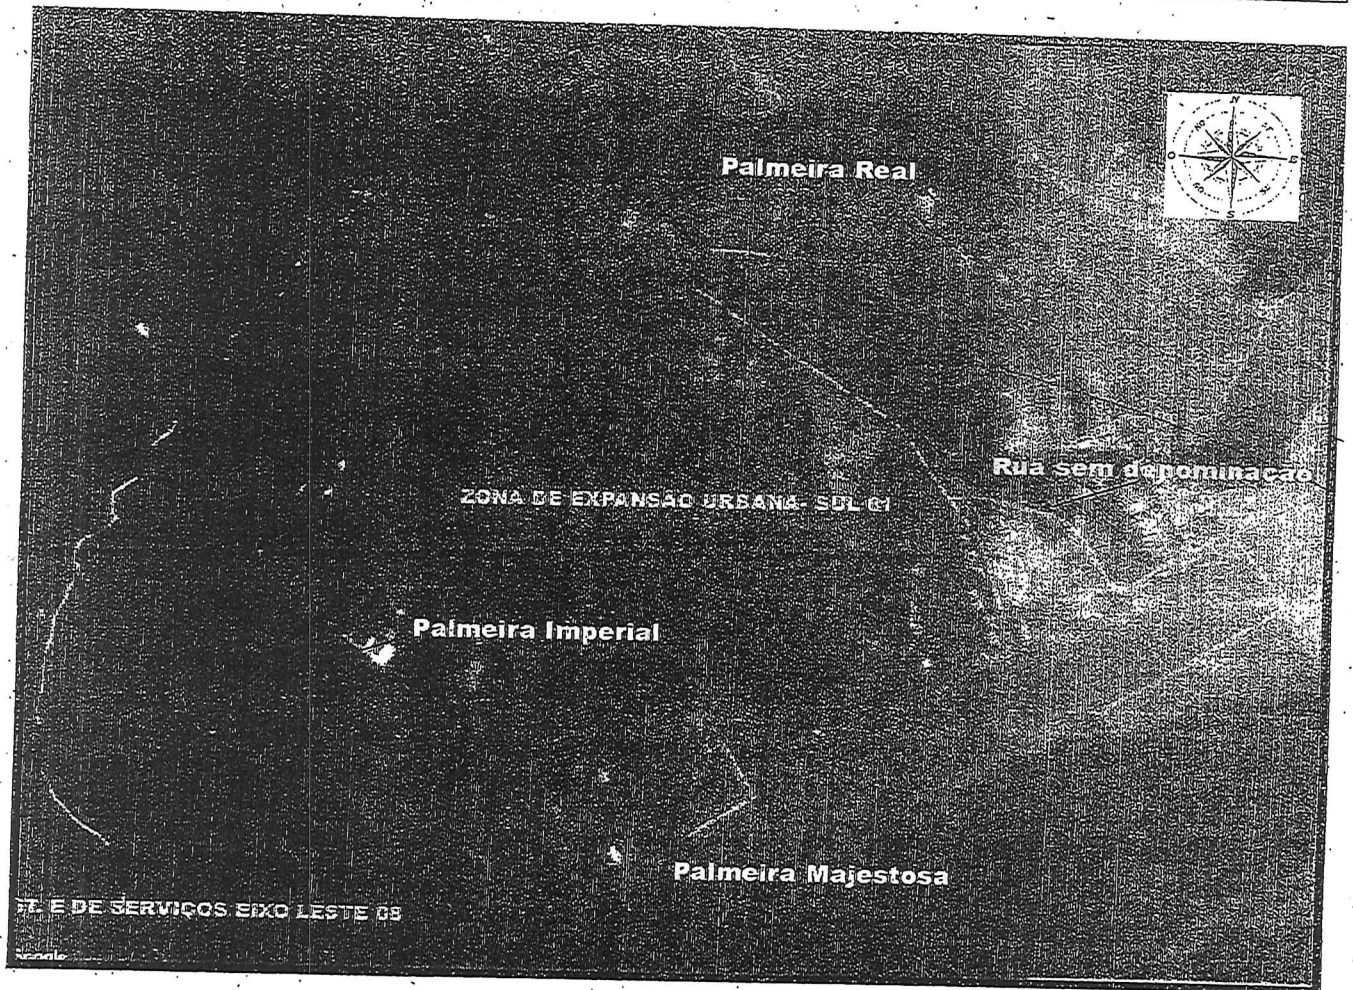 N
O
E
S
Palmeira Real
Rua sem denominação
ZONA DE EXPANSÃO URBANA- SUL 01
Palmeira Imperial
Palmeira Majestosa
E DE SERVIÇOS EIXO LESTE 08
Google